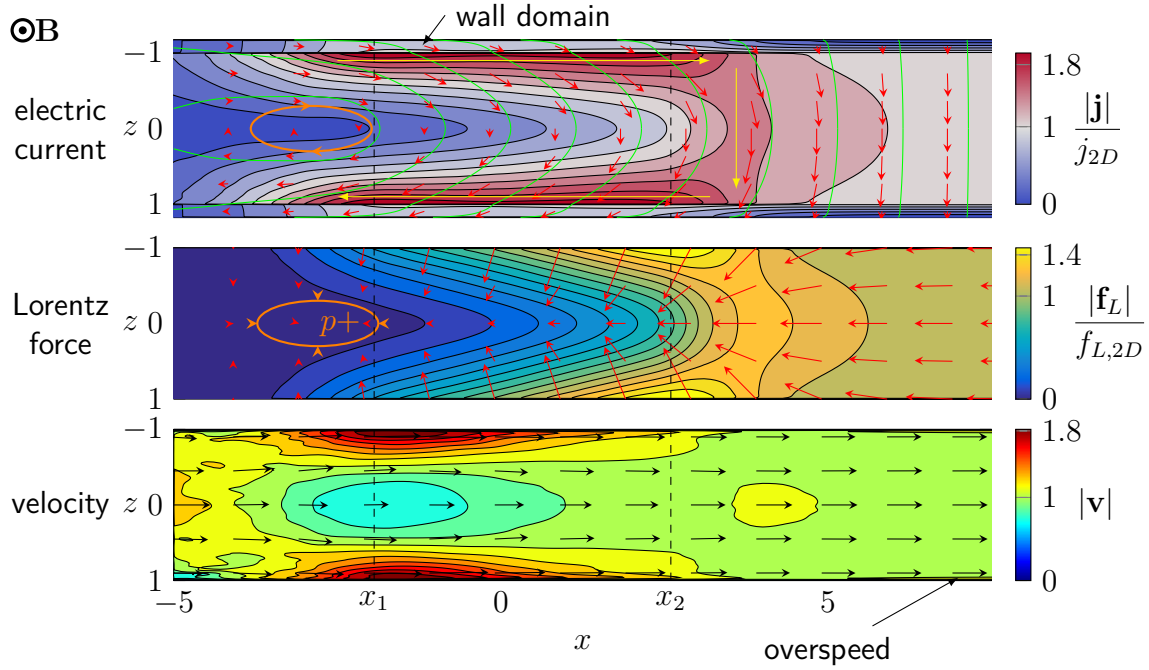 ⊙B
wall domain
−1
z 0
1
electric
current
1.8
1
0
|j|
j2D
−1
z 0
1
Lorentz
force
p+
1.4
1
0
|fL|
fL,2D
−1
z 0
1
velocity
1.8
1
0
|v|
−5 x1 0 x2 5
x
overspeed